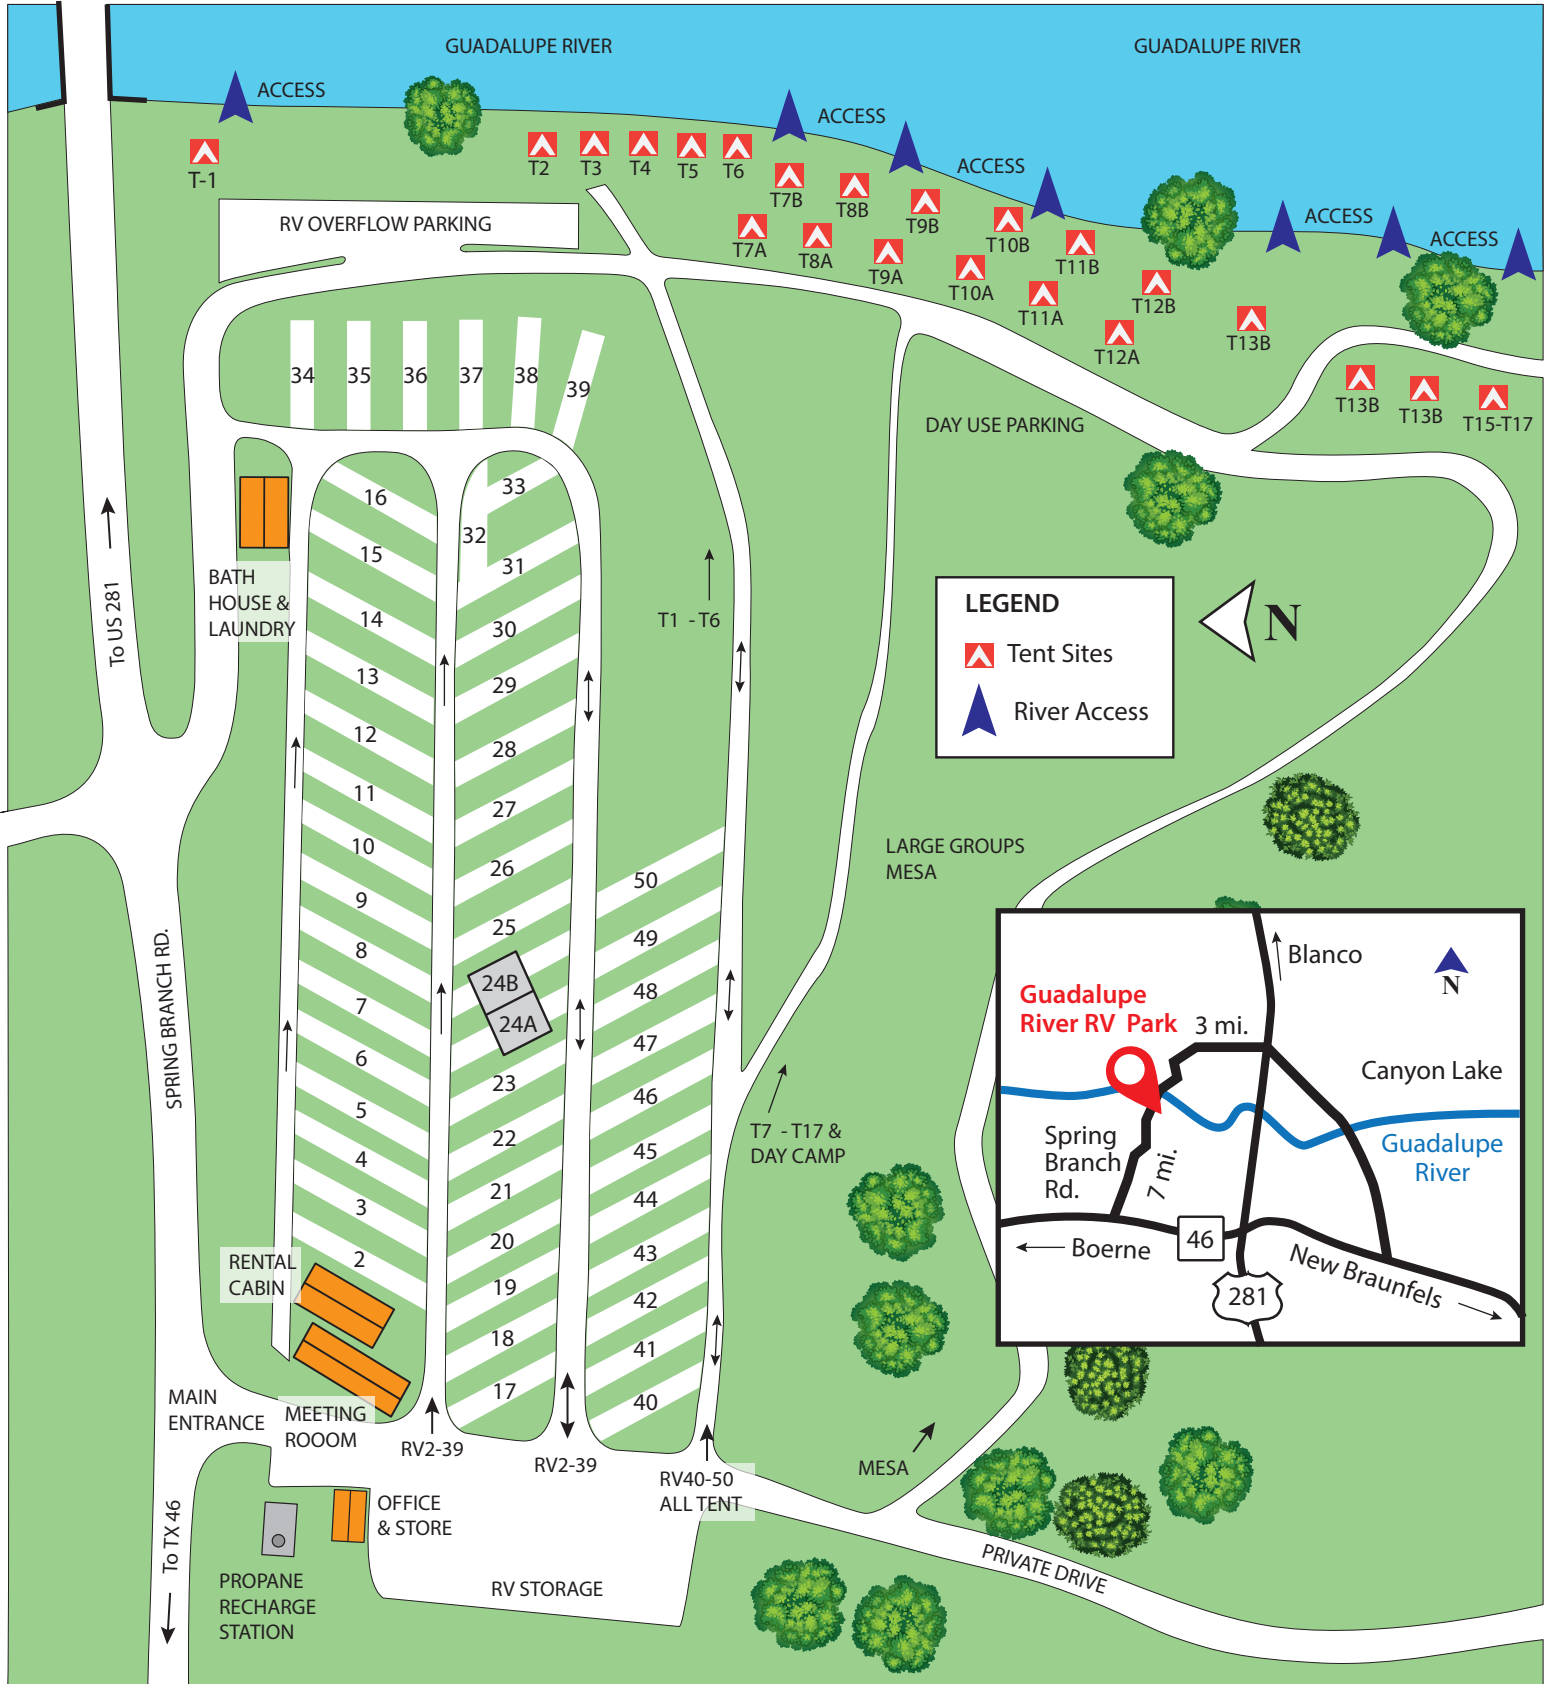 GUADALUPE RIVER
GUADALUPE RIVER
ACCESS
ACCESS
ACCESS
ACCESS
ACCESS
T-1
T2
T3
T4
T5
T6
T7B
T8B
T9B
T10B
T11B
T12B
T13B
T7A
T8A
T9A
T10A
T11A
T12A
T13B
T13B
T15-T17
RV OVERFLOW PARKING
34
35
36
37
38
39
DAY USE PARKING
16
15
14
13
12
11
10
9
8
7
6
5
4
3
2
33
32
31
30
29
28
27
26
25
24B
24A
23
22
21
20
19
18
17
50
49
48
47
46
45
44
43
42
41
40
BATH
HOUSE &
LAUNDRY
To US 281
T1 - T6
LEGEND
Tent Sites
River Access
N
LARGE GROUPS
MESA
SPRING BRANCH RD.
T7 - T17 &
DAY CAMP
Blanco
N
Guadalupe
River RV Park
3 mi.
Canyon Lake
Spring
Branch
Rd.
7 mi.
Guadalupe
River
46
Boerne
New Braunfels
281
RENTAL
CABIN
MAIN
ENTRANCE
MEETING
ROOOM
RV2-39
RV2-39
RV40-50
ALL TENT
MESA
OFFICE
& STORE
To TX 46
PROPANE
RECHARGE
STATION
RV STORAGE
PRIVATE DRIVE